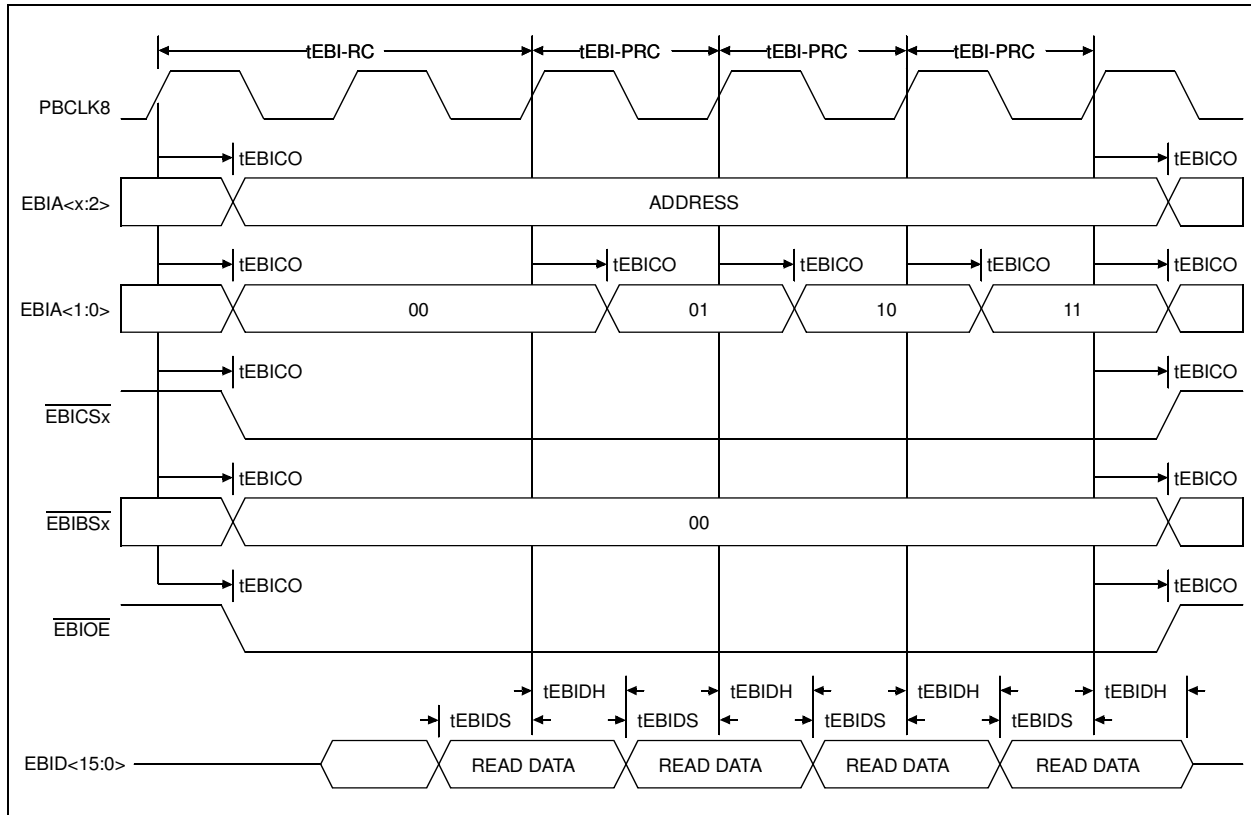 tEBI-RC tEBI-PRC tEBI-PRC tEBI-PRC
PBCLK8
tEBICO tEBICO
EBIA<x:2> ADDRESS
tEBICO tEBICO tEBICO tEBICO tEBICO
EBIA<1:0> 00 01 10 11
tEBICO tEBICO
EBICSx
tEBICO tEBICO
EBIBSx 00
tEBICO tEBICO
EBIOE
tEBIDH tEBIDH tEBIDH tEBIDH
tEBIDS tEBIDS tEBIDS tEBIDS
EBID<15:0> READ DATA READ DATA READ DATA READ DATA